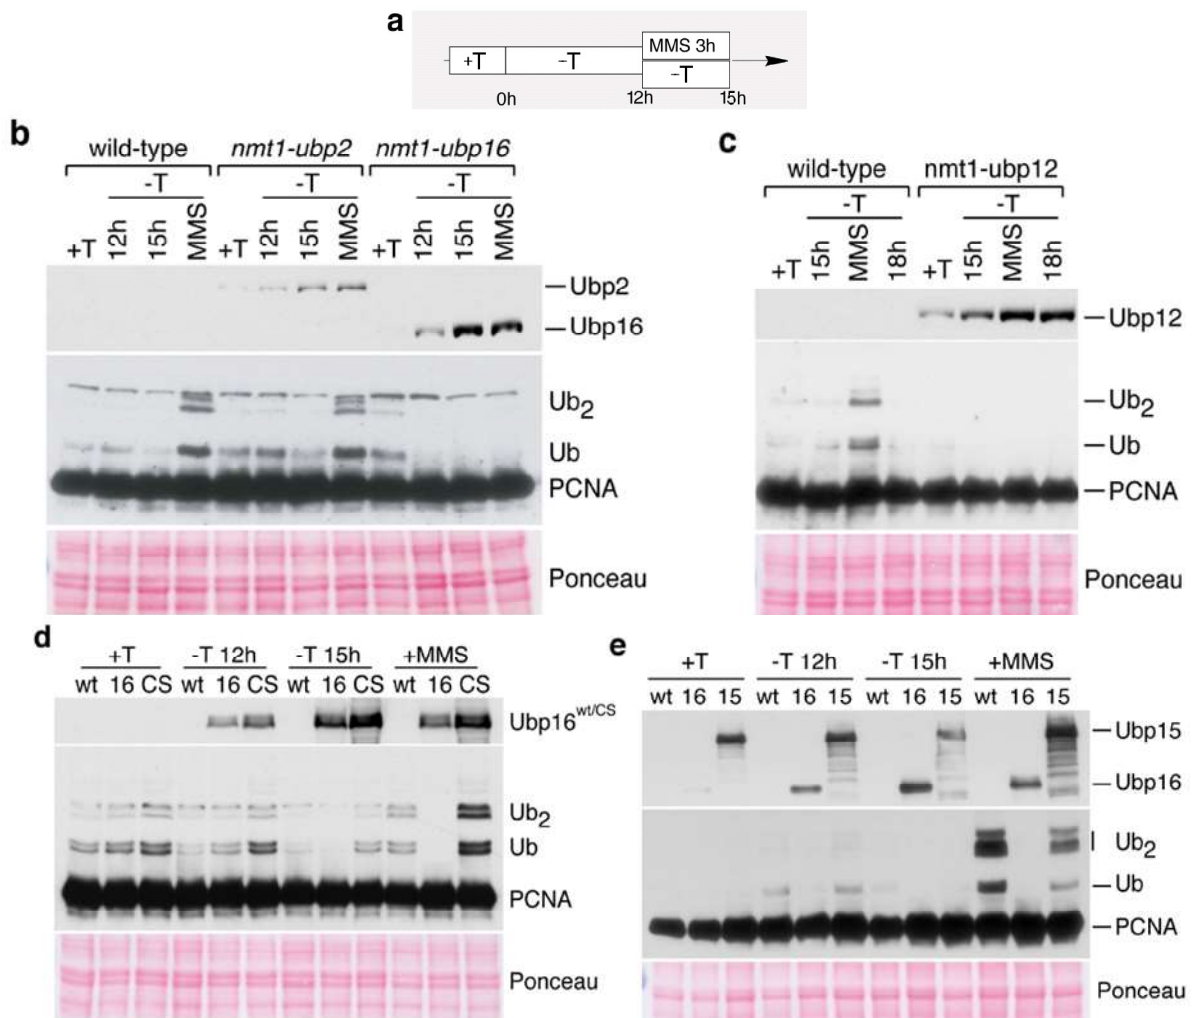 a
MMS 3h
+T
–T
–T
0h
12h
15h
b
wild-type
nmt1-ubp2
nmt1-ubp16
-T
-T
-T
+T
12h
15h
MMS
+T
12h
15h
MMS
+T
12h
15h
MMS
Ubp2
Ubp16
Ub2
Ub
PCNA
Ponceau
c
wild-type
nmt1-ubp12
-T
-T
+T
15h
MMS
18h
+T
15h
MMS
18h
Ubp12
Ub2
Ub
PCNA
Ponceau
d
+T
-T 12h
-T 15h
+MMS
wt 16 CS wt 16 CS wt 16 CS wt 16 CS
Ubp16wt/CS
Ub2
Ub
PCNA
Ponceau
e
+T
-T 12h
-T 15h
+MMS
wt 16 15 wt 16 15 wt 16 15 wt 16 15
Ubp15
Ubp16
Ub2
Ub
PCNA
Ponceau